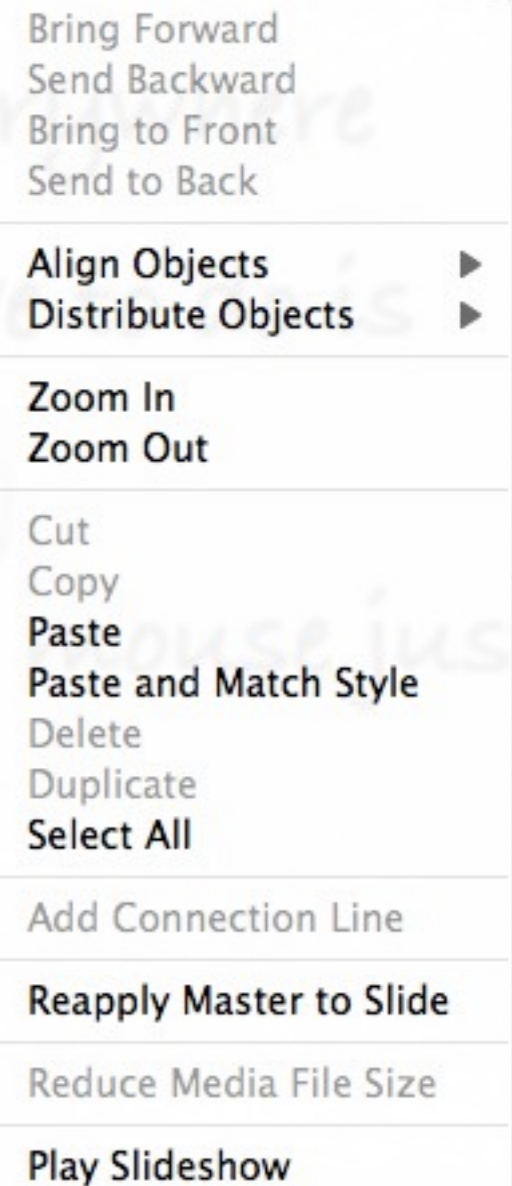 Bring Forward
Send Backward
Bring to Front
Send to Back
Align Objects
Distribute Objects
Zoom In
Zoom Out
Cut
Copy
Paste
Paste and Match Style
Delete
Duplicate
Select All
Add Connection Line
Reapply Master to Slide
Reduce Media File Size
Play Slideshow